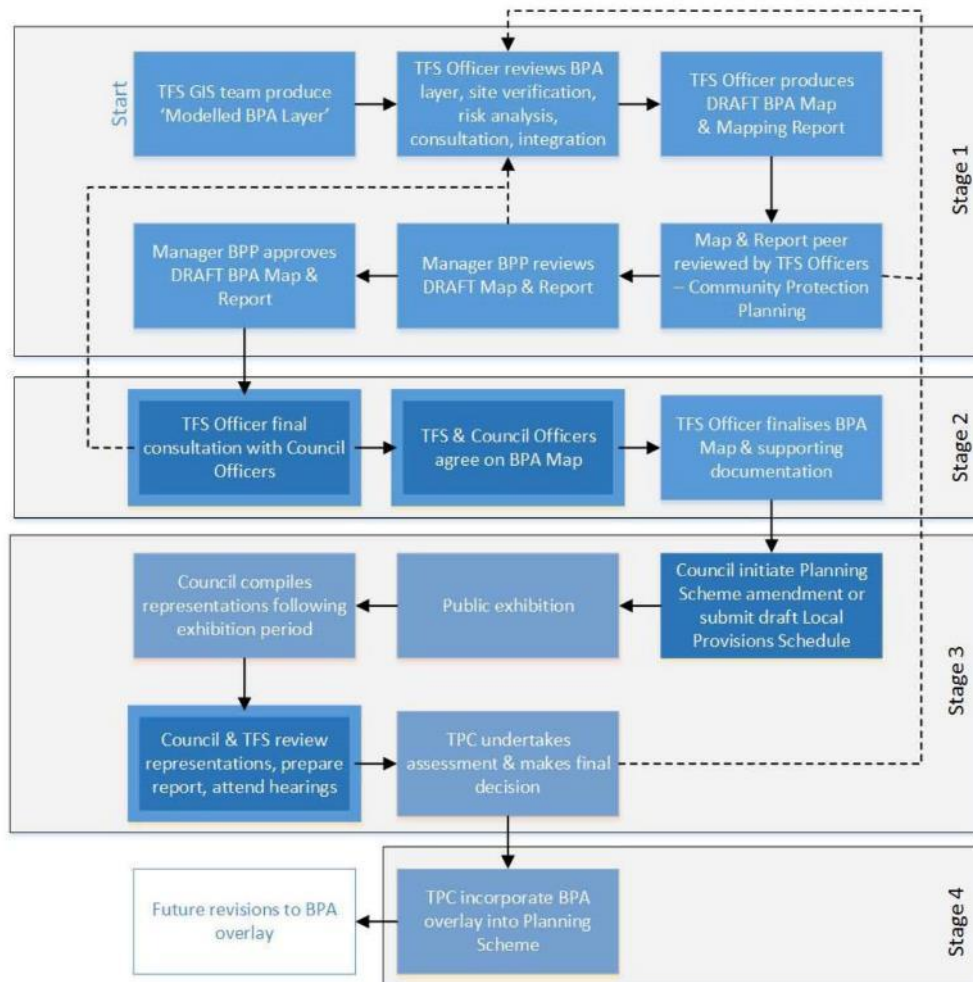 Start
TFS GIS team produce
‘Modelled BPA Layer’
TFS Officer reviews BPA
layer, site verification,
risk analysis,
consultation, integration
TFS Officer produces
DRAFT BPA Map
& Mapping Report
Stage 1
Manager BPP approves
DRAFT BPA Map &
Report
Manager BPP reviews
DRAFT Map & Report
Map & Report peer
reviewed by TFS Officers
– Community Protection
Planning
TFS Officer final
consultation with Council
Officers
TFS & Council Officers
agree on BPA Map
TFS Officer finalises BPA
Map & supporting
documentation
Stage 2
Council compiles
representations following
exhibition period
Public exhibition
Council initiate Planning
Scheme amendment or
submit draft Local
Provisions Schedule
Stage 3
Council & TFS review
representations, prepare
report, attend hearings
TPC undertakes
assessment & makes final
decision
Future revisions to BPA
overlay
TPC incorporate BPA
overlay into Planning
Scheme
Stage 4